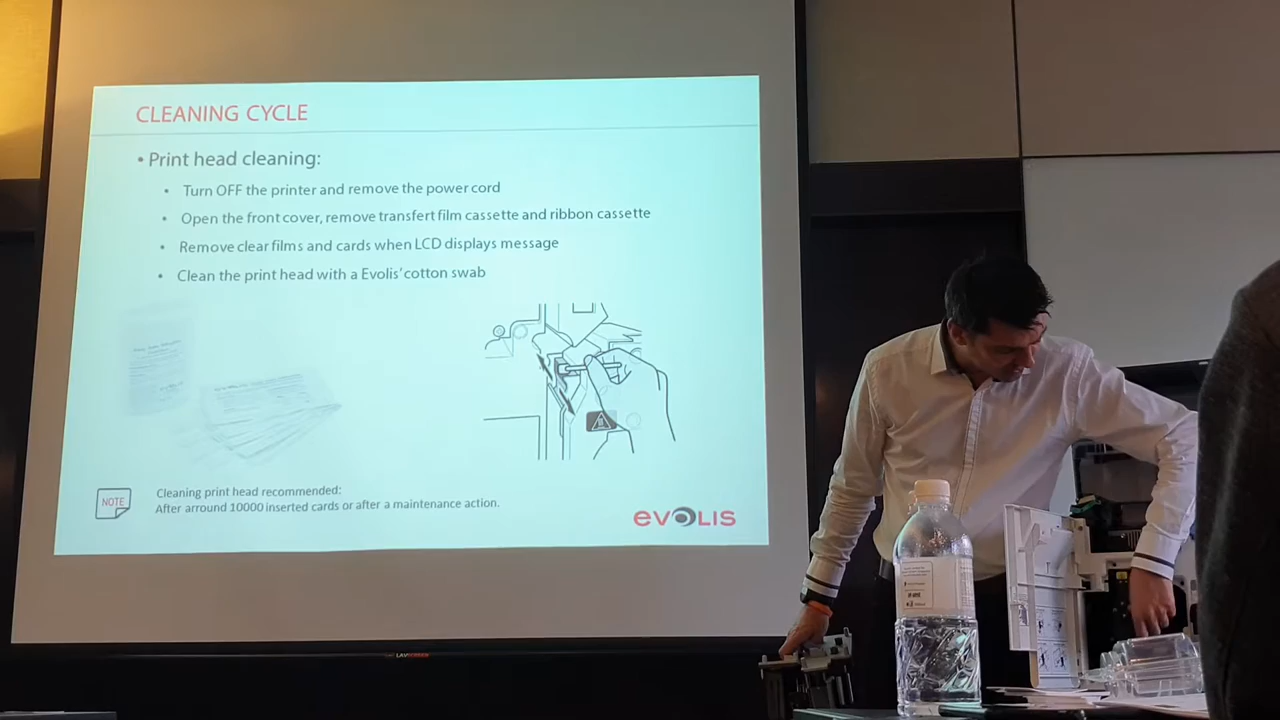 CLEANING CYCLE
• Print head cleaning:
• Turn OFF the printer and remove the power cord
• Open the front cover, remove transfert film cassette and ribbon cassette
• Remove clear films and cards when LCD displays message
• Clean the print head with a Evolis' cotton swab
NOTE
Cleaning print head recommended:
After arround 10000 inserted cards or after a maintenance action.
evOLIS